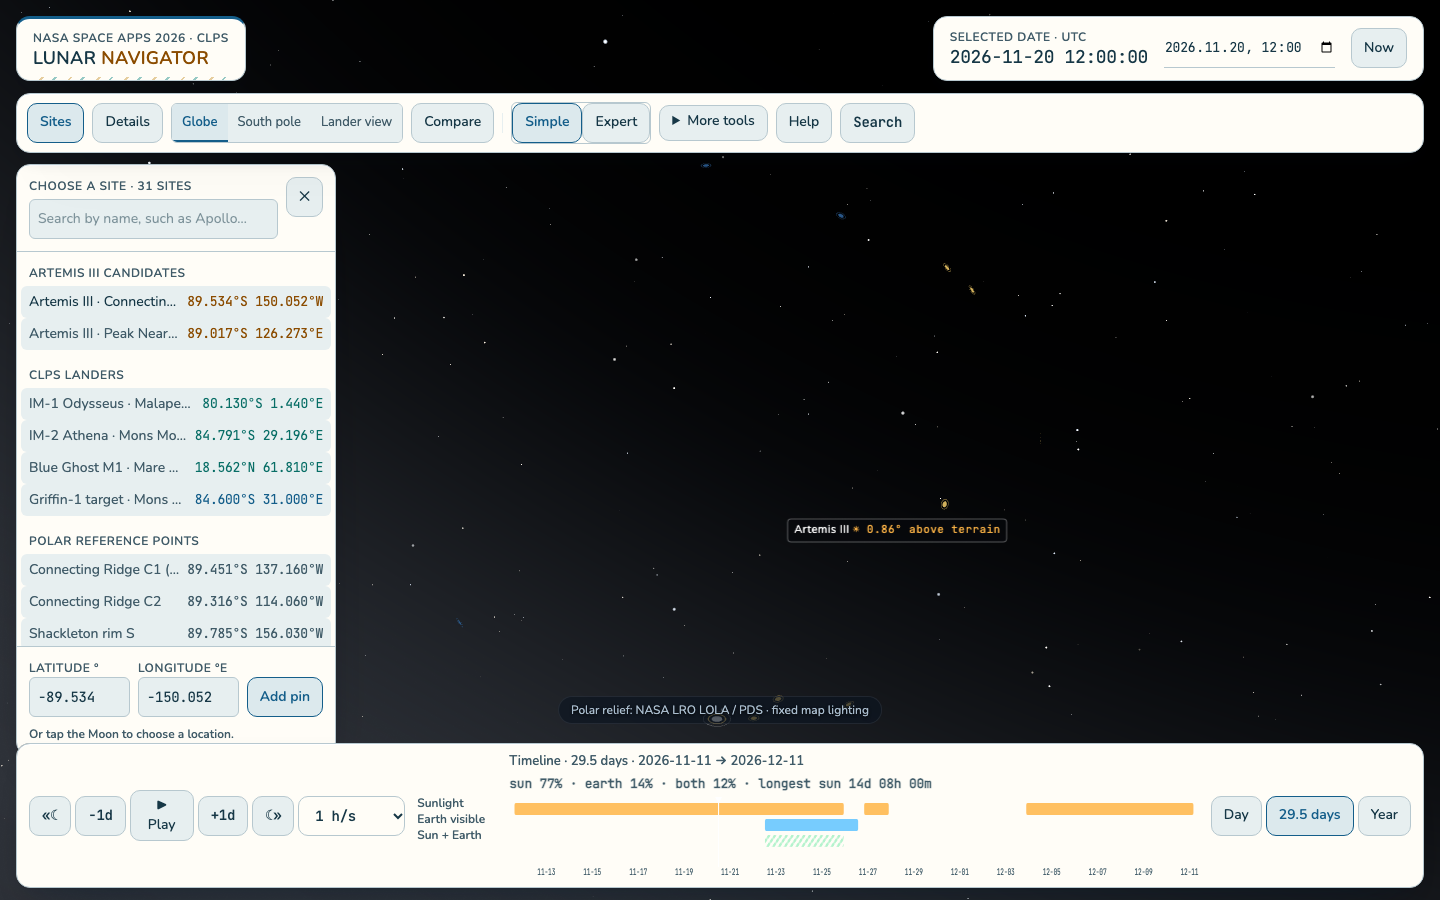 NASA SPACE APPS 2026 · CLPS
LUNAR NAVIGATOR
SELECTED DATE · UTC
2026-11-20 12:00:00
2026.11.20, 12:00
Now
Sites
Details
Globe
South pole
Lander view
Compare
Simple
Expert
▶ More tools
Help
Search
CHOOSE A SITE · 31 SITES
×
Search by name, such as Apollo...
ARTEMIS III CANDIDATES
Artemis III · Connectin... 89.534°S 150.052°W
Artemis III · Peak Near... 89.017°S 126.273°E
CLPS LANDERS
IM-1 Odysseus · Malape... 80.130°S 1.440°E
IM-2 Athena · Mons Mo... 84.791°S 29.196°E
Blue Ghost M1 · Mare ... 18.562°N 61.810°E
Griffin-1 target · Mons ... 84.600°S 31.000°E
POLAR REFERENCE POINTS
Connecting Ridge C1 (... 89.451°S 137.160°W
Connecting Ridge C2 89.316°S 114.060°W
Shackleton rim S 89.785°S 156.030°W
LATITUDE °
LONGITUDE °E
-89.534
-150.052
Add pin
Or tap the Moon to choose a location.
Artemis III ☀ 0.86° above terrain
Polar relief: NASA LRO LOLA / PDS · fixed map lighting
Timeline · 29.5 days · 2026-11-11 → 2026-12-11
sun 77% · earth 14% · both 12% · longest sun 14d 08h 00m
«☾
-1d
▶
Play
+1d
☾»
1 h/s
Sunlight
Earth visible
Sun + Earth
11-13 11-15 11-17 11-19 11-21 11-23 11-25 11-27 11-29 12-01 12-03 12-05 12-07 12-09 12-11
Day
29.5 days
Year